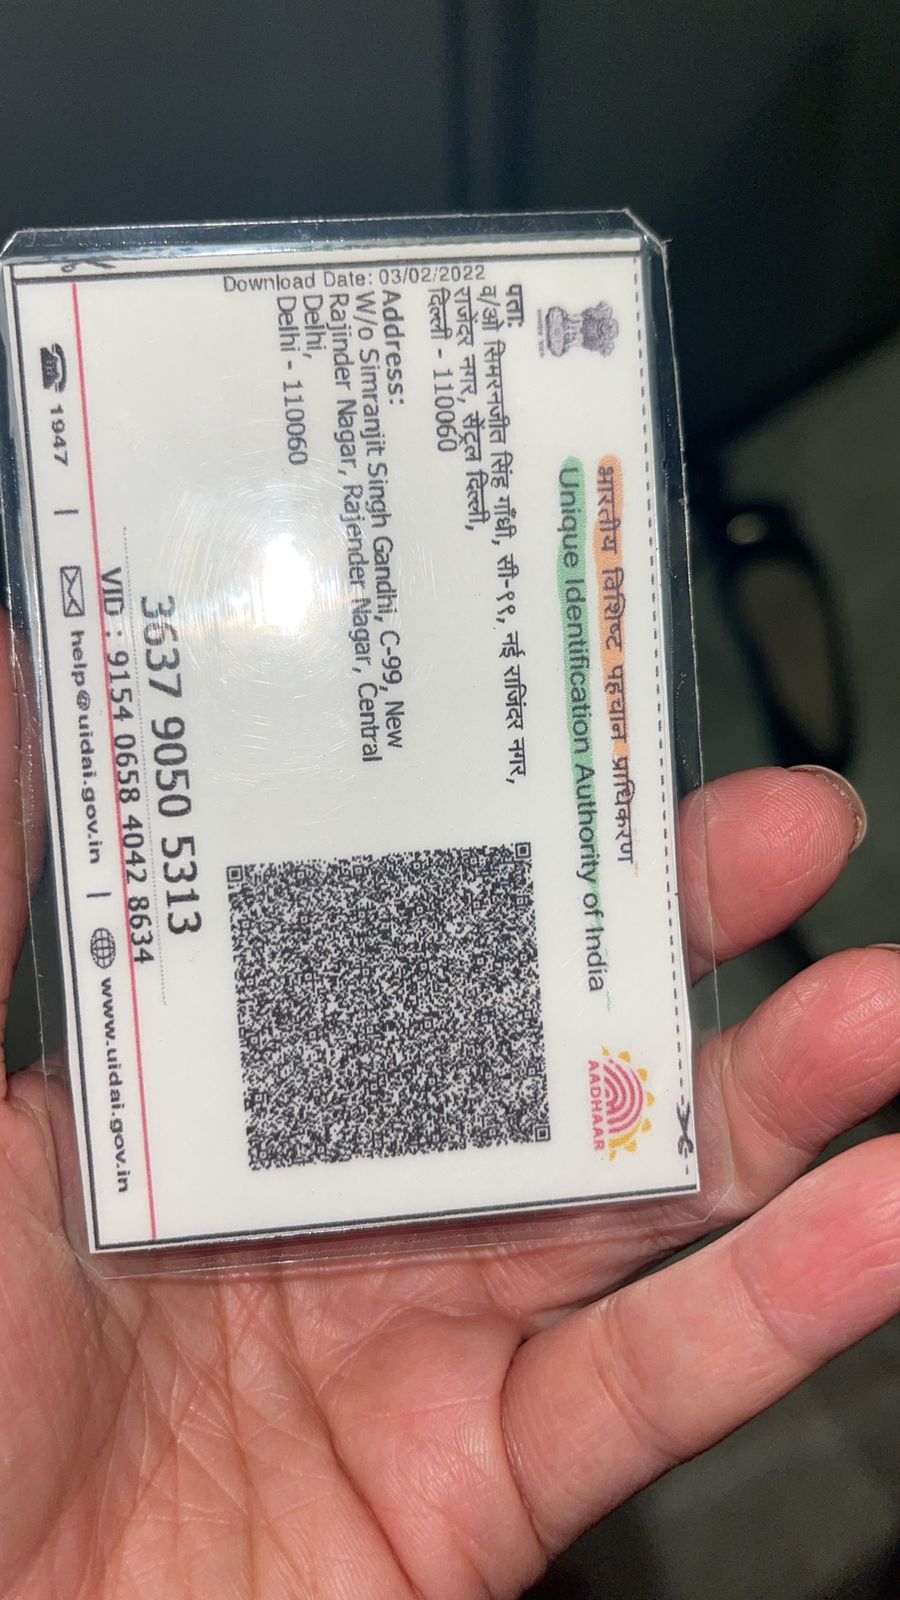 भारतीय विशिष्ट पहचान प्राधिकरण
Unique Identification Authority of India
AADHAAR
Download Date: 03/02/2022
पता:
व/ओ सिमरनजीत सिंह गाँधी, सी-९९, नई राजिंदर नगर,
राजेंदर नगर, सेंट्रल दिल्ली,
दिल्ली - 110060
Address:
W/o Simranjit Singh Gandhi, C-99, New
Rajinder Nagar, Rajender Nagar, Central
Delhi,
Delhi - 110060
3637 9050 5313
VID : 9154 0658 4042 8634
1947 | help@uidai.gov.in | www.uidai.gov.in